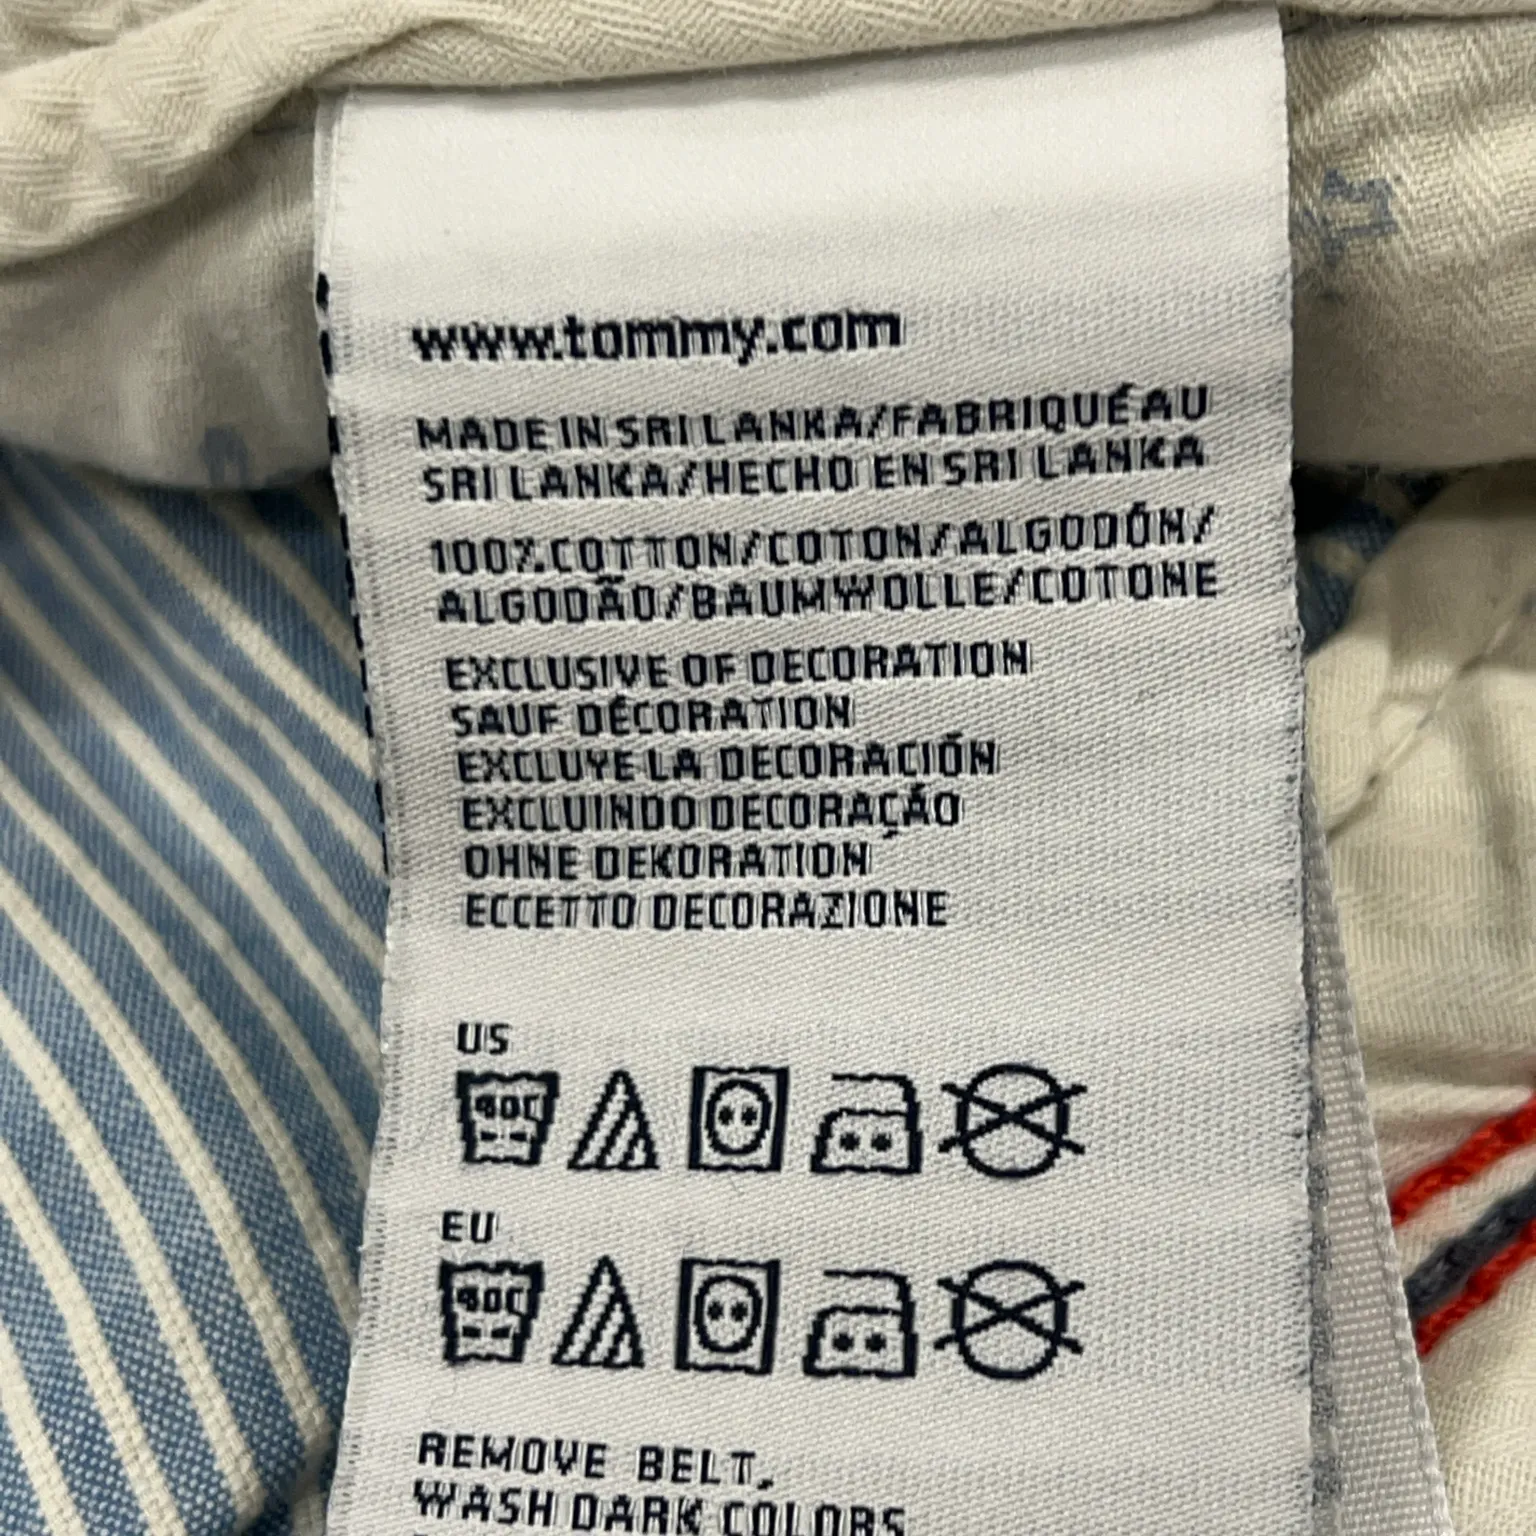 www.tommy.com
MADE IN SRI LANKA/FABRIQUÉ AU
SRI LANKA/HECHO EN SRI LANKA
100% COTTON/COTON/ALGODÓN/
ALGODÃO/BAUMWOLLE/COTONE
EXCLUSIVE OF DECORATION
SAUF DÉCORATION
EXCLUYE LA DECORACIÓN
EXCLUINDO DECORAÇÃO
OHNE DEKORATION
ECCETTO DECORAZIONE
US
40C
EU
40C
REMOVE BELT,
WASH DARK COLORS